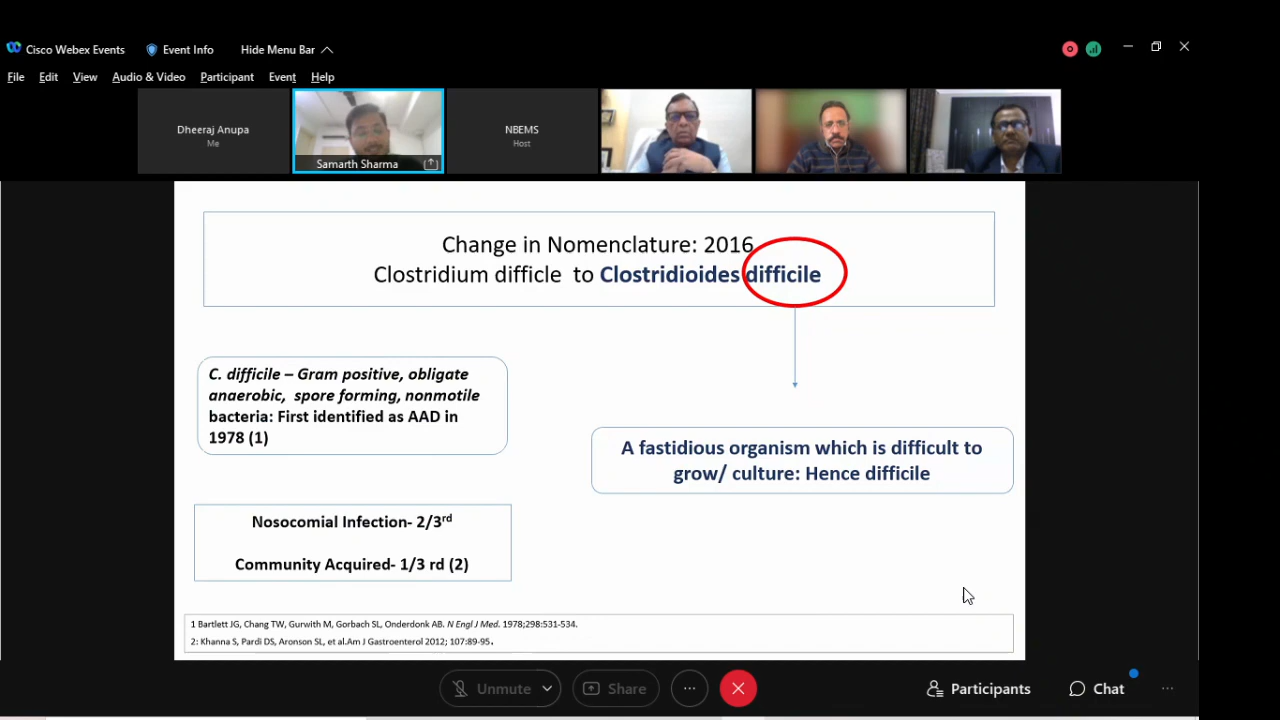 Cisco Webex Events Event Info Hide Menu Bar
File Edit View Audio & Video Participant Event Help
Dheeraj Anupa
Me
Samarth Sharma
NBEMS
Host
Change in Nomenclature: 2016
Clostridium difficle to Clostridioides difficile
C. difficile – Gram positive, obligate
anaerobic, spore forming, nonmotile
bacteria: First identified as AAD in
1978 (1)
A fastidious organism which is difficult to
grow/ culture: Hence difficile
Nosocomial Infection- 2/3rd
Community Acquired- 1/3 rd (2)
1 Bartlett JG, Chang TW, Gurwith M, Gorbach SL, Onderdonk AB. N Engl J Med. 1978;298:531-534.
2: Khanna S, Pardi DS, Aronson SL, et al.Am J Gastroenterol 2012; 107:89-95.
Unmute Share Participants Chat